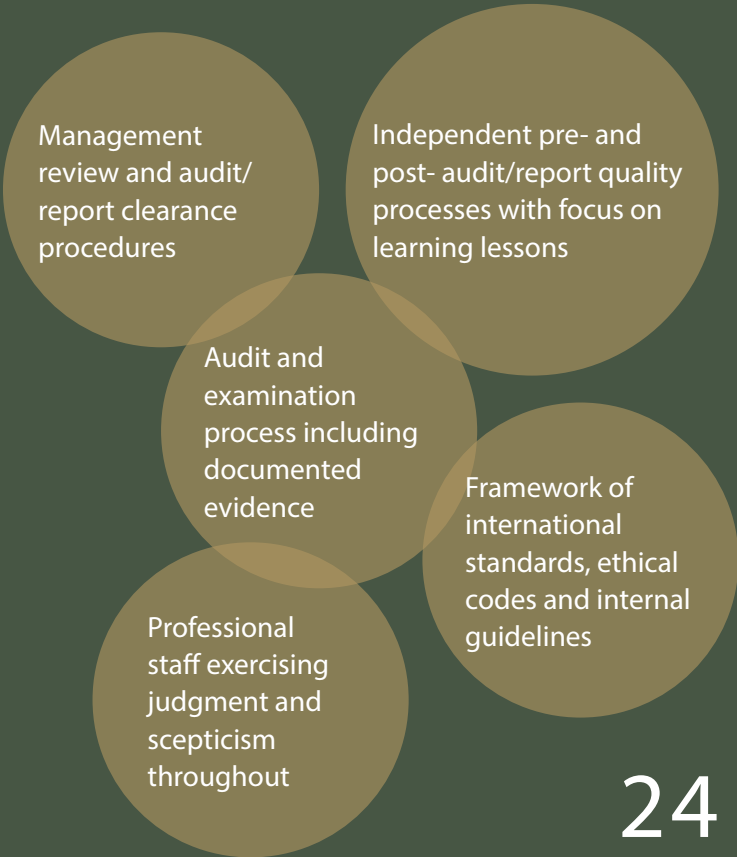 Management
review and audit/
report clearance
procedures
Independent pre- and
post- audit/report quality
processes with focus on
learning lessons
Audit and
examination
process including
documented
evidence
Framework of
international
standards, ethical
codes and internal
guidelines
Professional
staff exercising
judgment and
scepticism
throughout
24